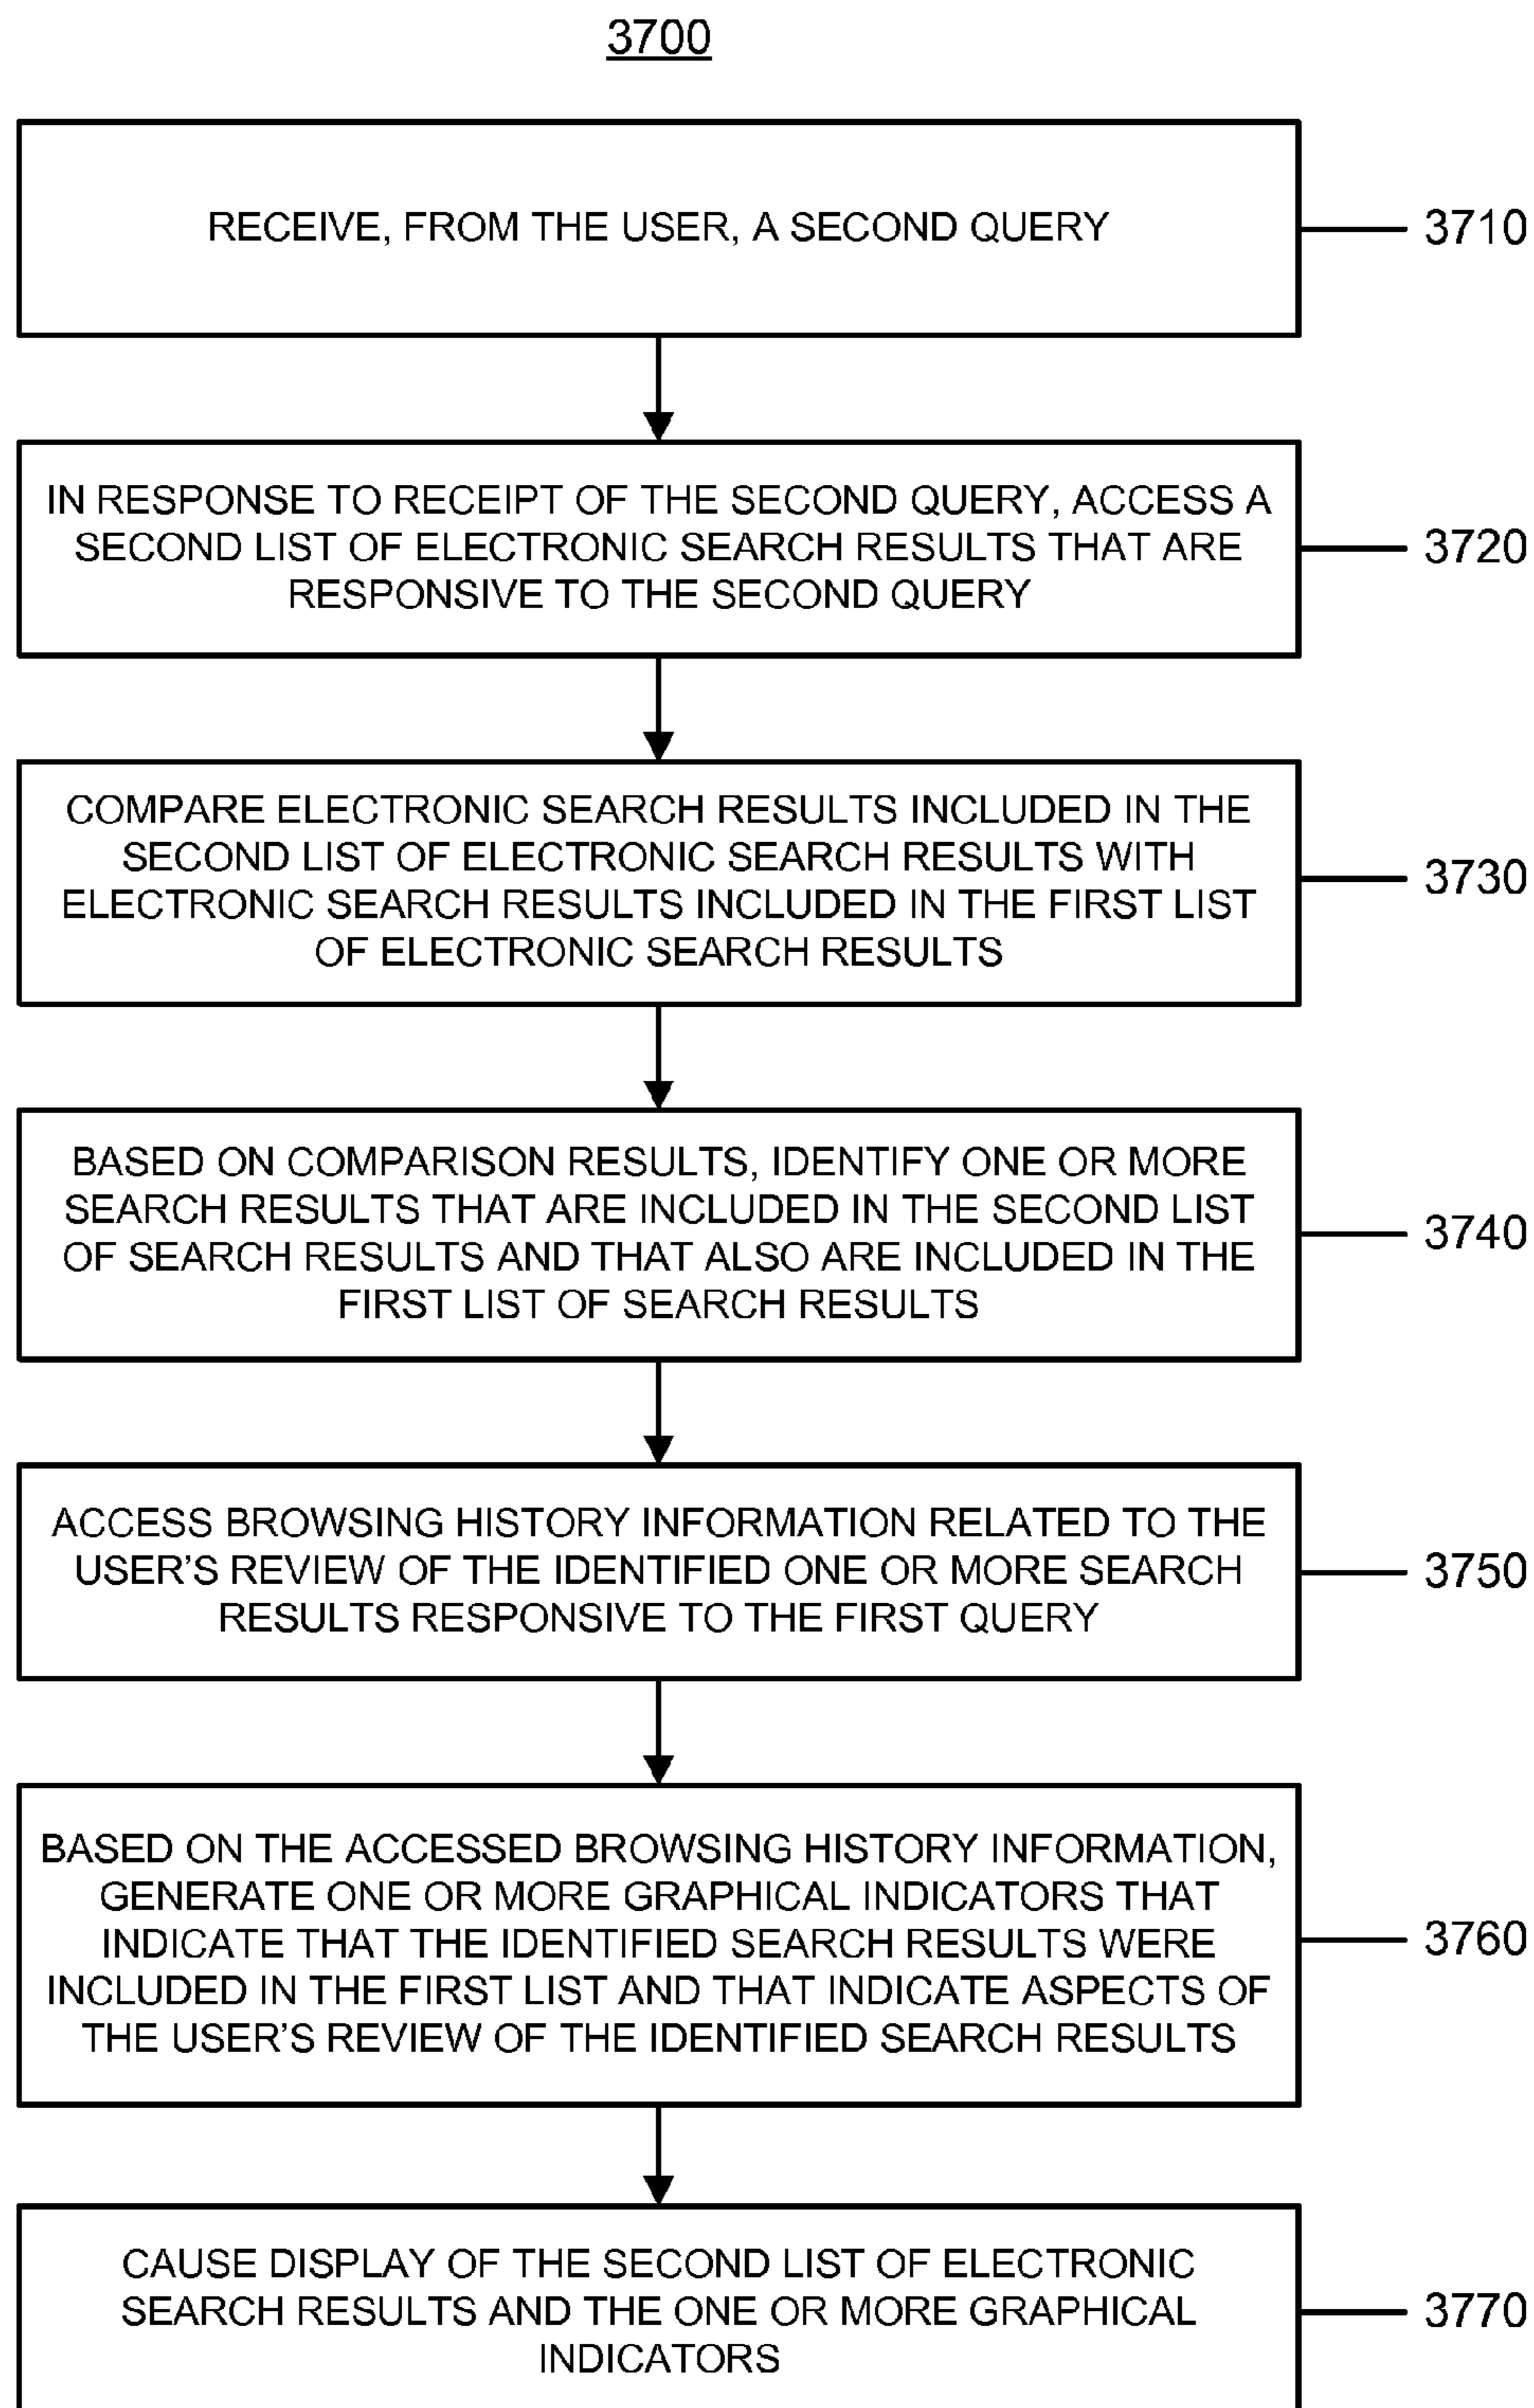 3700
RECEIVE, FROM THE USER, A SECOND QUERY
3710
IN RESPONSE TO RECEIPT OF THE SECOND QUERY, ACCESS A
SECOND LIST OF ELECTRONIC SEARCH RESULTS THAT ARE
RESPONSIVE TO THE SECOND QUERY
3720
COMPARE ELECTRONIC SEARCH RESULTS INCLUDED IN THE
SECOND LIST OF ELECTRONIC SEARCH RESULTS WITH
ELECTRONIC SEARCH RESULTS INCLUDED IN THE FIRST LIST
OF ELECTRONIC SEARCH RESULTS
3730
BASED ON COMPARISON RESULTS, IDENTIFY ONE OR MORE
SEARCH RESULTS THAT ARE INCLUDED IN THE SECOND LIST
OF SEARCH RESULTS AND THAT ALSO ARE INCLUDED IN THE
FIRST LIST OF SEARCH RESULTS
3740
ACCESS BROWSING HISTORY INFORMATION RELATED TO THE
USER'S REVIEW OF THE IDENTIFIED ONE OR MORE SEARCH
RESULTS RESPONSIVE TO THE FIRST QUERY
3750
BASED ON THE ACCESSED BROWSING HISTORY INFORMATION,
GENERATE ONE OR MORE GRAPHICAL INDICATORS THAT
INDICATE THAT THE IDENTIFIED SEARCH RESULTS WERE
INCLUDED IN THE FIRST LIST AND THAT INDICATE ASPECTS OF
THE USER'S REVIEW OF THE IDENTIFIED SEARCH RESULTS
3760
CAUSE DISPLAY OF THE SECOND LIST OF ELECTRONIC
SEARCH RESULTS AND THE ONE OR MORE GRAPHICAL
INDICATORS
3770